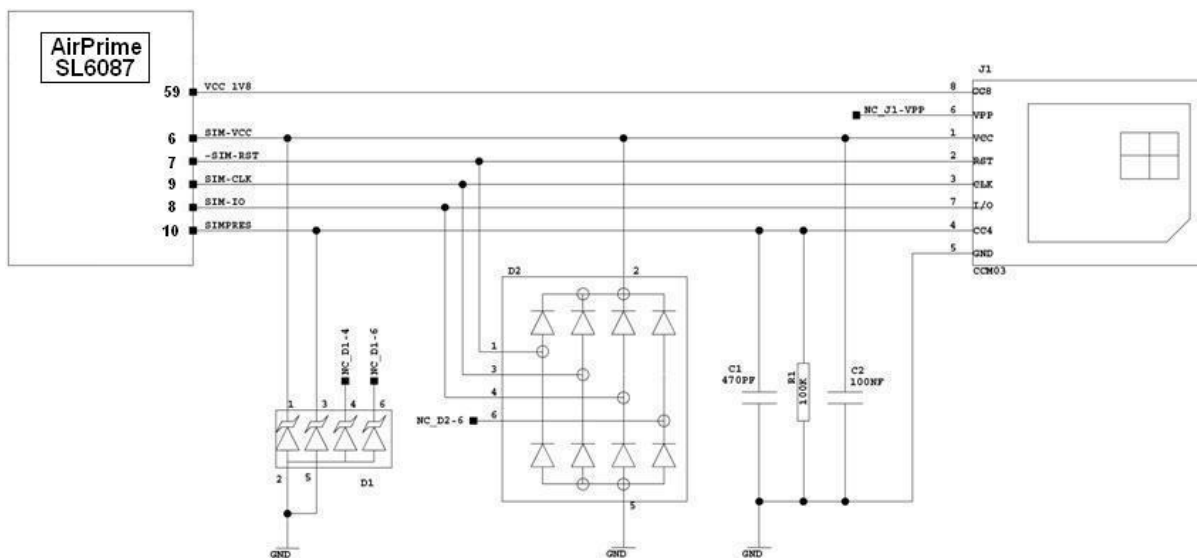 AirPrime
SL6087
59 VCC_1V8
6 SIM-VCC
7 ~SIM-RST
9 SIM-CLK
8 SIM-IO
10 SIMPRES
J1
8 CC8
NC_J1-VPP 6 VPP
1 VCC
2 RST
3 CLK
7 I/O
4 CC4
5 GND
CCM03
D2 2
1
3
4
NC_D2-6 6
5
GND
NC_D1-4
NC_D1-6
1 3 4 6
2 5 D1
GND
C1
470PF
R1
100K
C2
100NF
GND